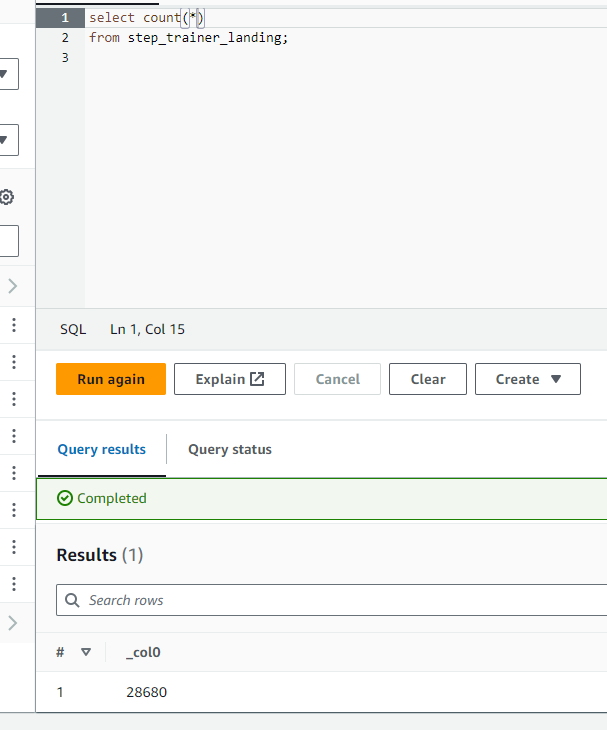 1 select count(*)
2 from step_trainer_landing;
3
SQL Ln 1, Col 15
Run again Explain Cancel Clear Create
Query results Query status
Completed
Results (1)
Search rows
# _col0
1 28680